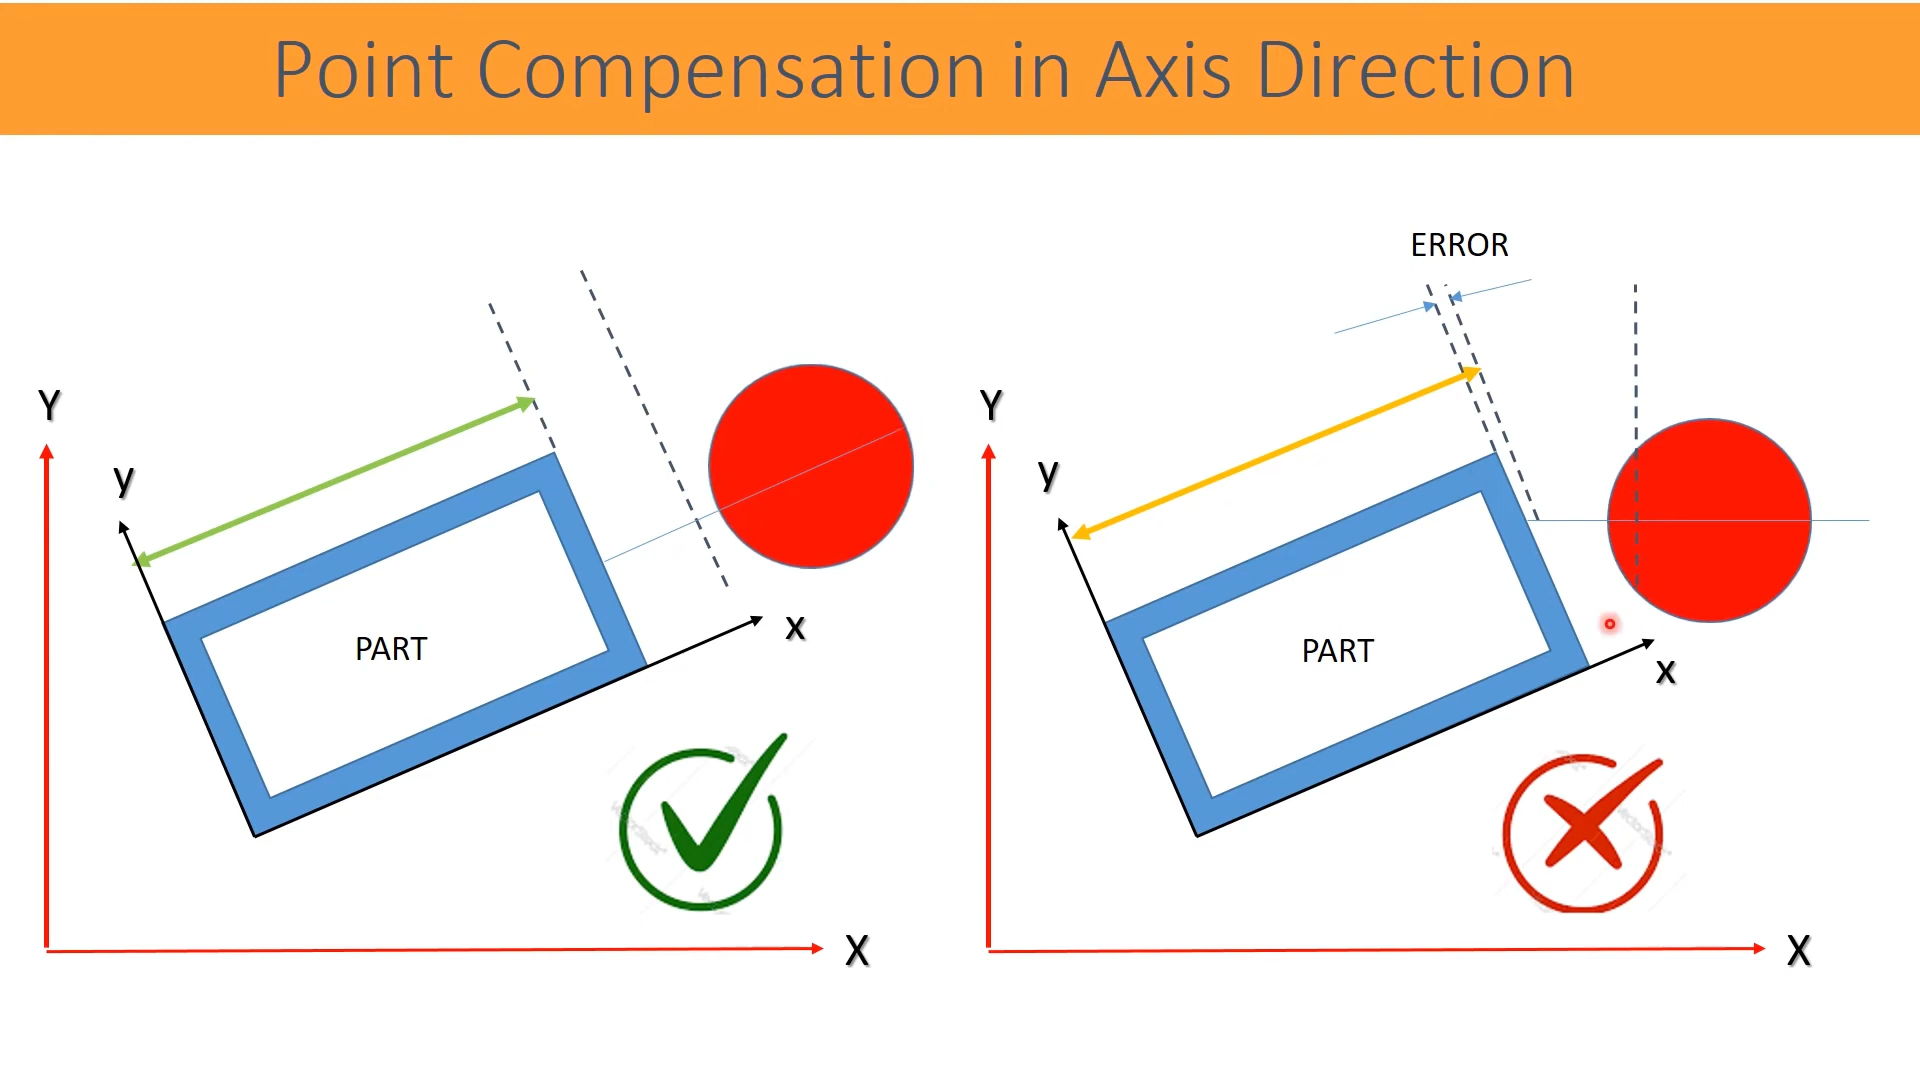 Point Compensation in Axis Direction
ERROR
Y
y
PART
x
X
Y
y
PART
x
X